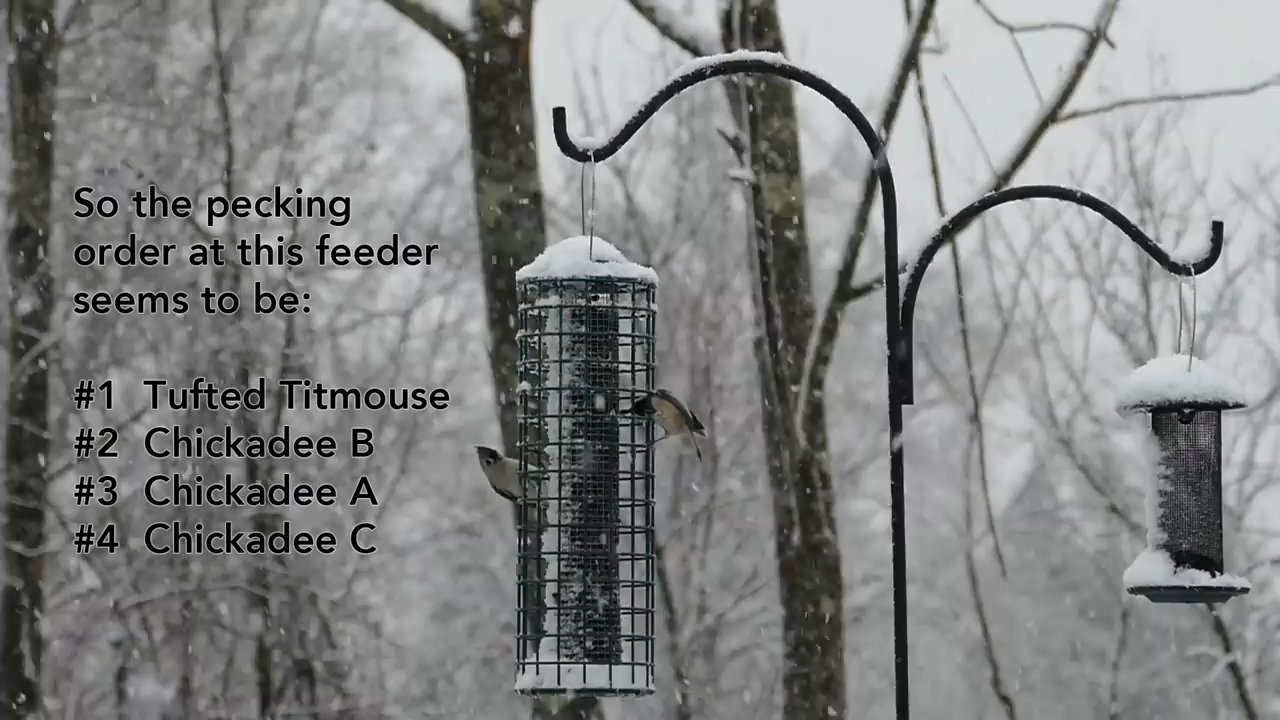 So the pecking
order at this feeder
seems to be:
#1 Tufted Titmouse
#2 Chickadee B
#3 Chickadee A
#4 Chickadee C